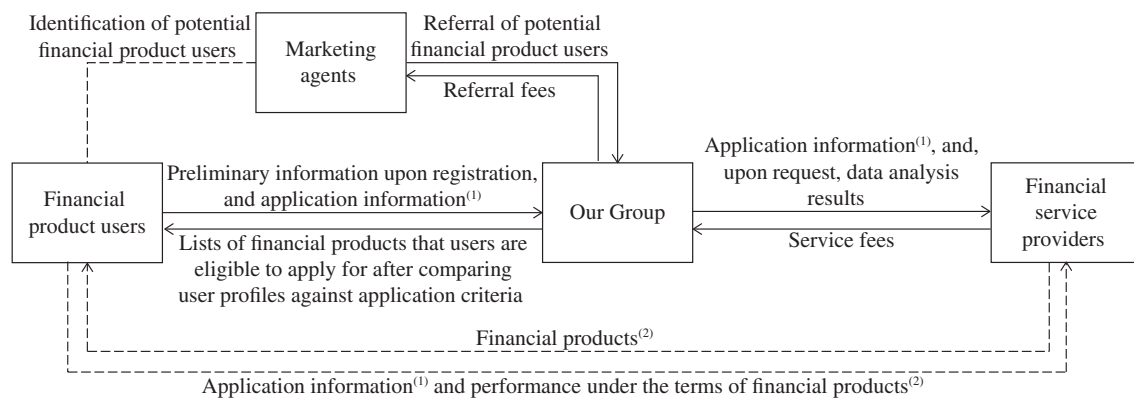 Identification of potential
financial product users
Marketing
agents
Referral of potential
financial product users
Referral fees
Financial
product users
Preliminary information upon registration,
and application information⁽¹⁾
Lists of financial products that users are
eligible to apply for after comparing
user profiles against application criteria
Our Group
Application information⁽¹⁾, and,
upon request, data analysis
results
Service fees
Financial
service
providers
Financial products⁽²⁾
Application information⁽¹⁾ and performance under the terms of financial products⁽²⁾